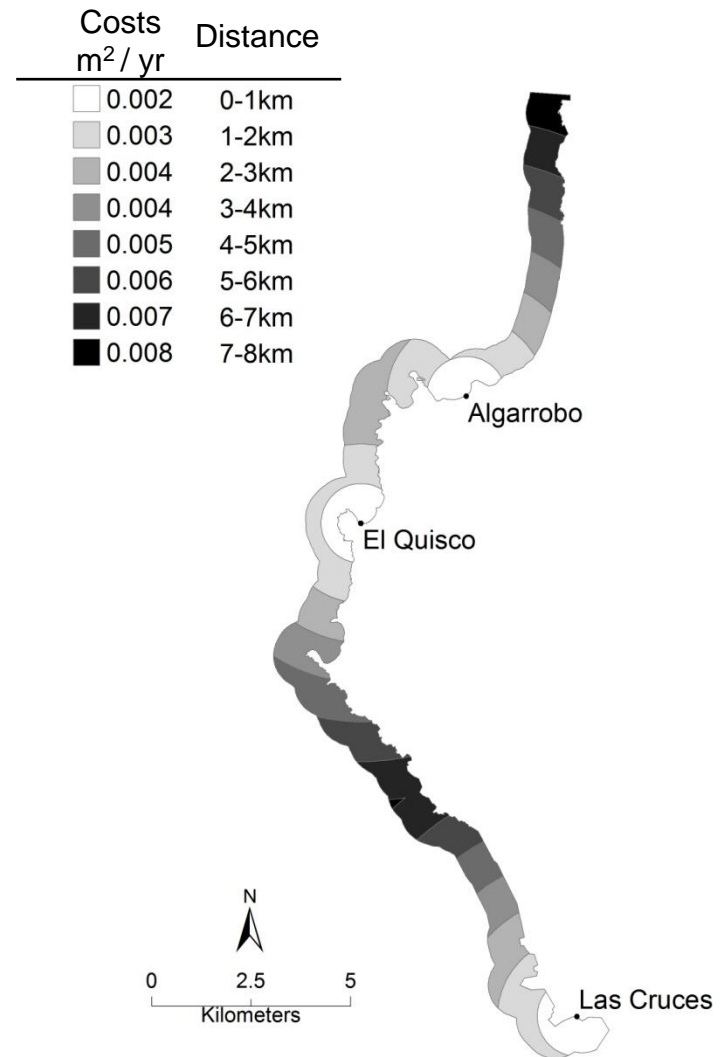 Costs Distance
m² / yr
0.002 0-1km
0.003 1-2km
0.004 2-3km
0.004 3-4km
0.005 4-5km
0.006 5-6km
0.007 6-7km
0.008 7-8km
Algarrobo
El Quisco
N
0 2.5 5
Kilometers
Las Cruces